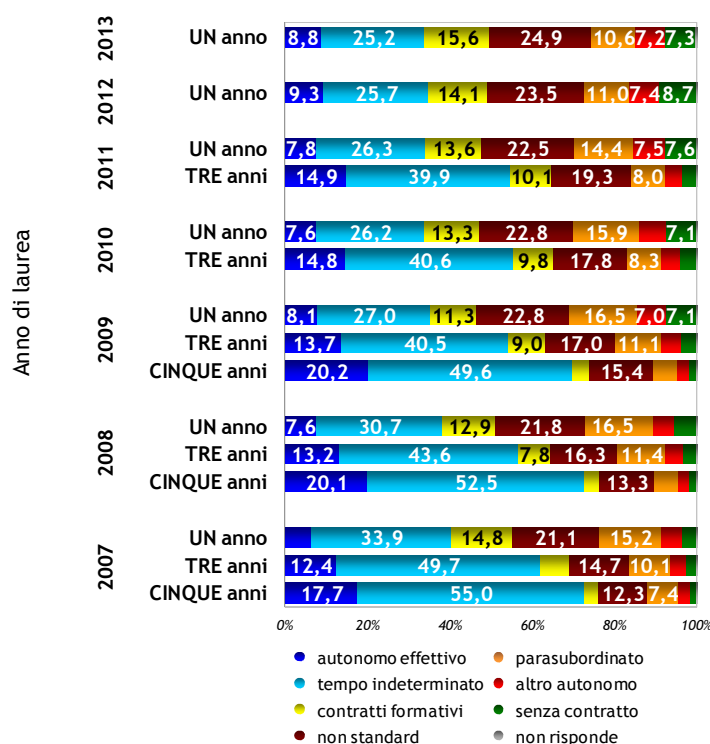 Anno di laurea
2013
UN anno 8,8 25,2 15,6 24,9 10,6 7,2 7,3
2012
UN anno 9,3 25,7 14,1 23,5 11,0 7,4 8,7
2011
UN anno 7,8 26,3 13,6 22,5 14,4 7,5 7,6
TRE anni 14,9 39,9 10,1 19,3 8,0
2010
UN anno 7,6 26,2 13,3 22,8 15,9 7,1
TRE anni 14,8 40,6 9,8 17,8 8,3
2009
UN anno 8,1 27,0 11,3 22,8 16,5 7,0 7,1
TRE anni 13,7 40,5 9,0 17,0 11,1
CINQUE anni 20,2 49,6 15,4
2008
UN anno 7,6 30,7 12,9 21,8 16,5
TRE anni 13,2 43,6 7,8 16,3 11,4
CINQUE anni 20,1 52,5 13,3
2007
UN anno 33,9 14,8 21,1 15,2
TRE anni 12,4 49,7 14,7 10,1
CINQUE anni 17,7 55,0 12,3 7,4
0% 20% 40% 60% 80% 100%
autonomo effettivo parasubordinato
tempo indeterminato altro autonomo
contratti formativi senza contratto
non standard non risponde